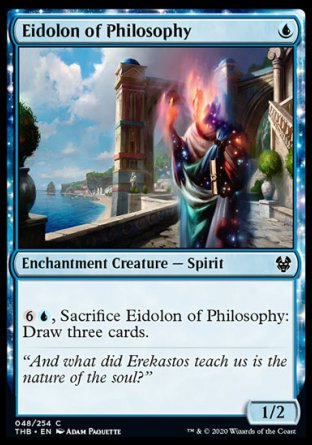 Eidolon of Philosophy
Enchantment Creature — Spirit
6, Sacrifice Eidolon of Philosophy:
Draw three cards.
“And what did Erekastos teach us is the
nature of the soul?”
1/2
048/254 C
THB • EN Adam Paquette
™ & © 2020 Wizards of the Coast